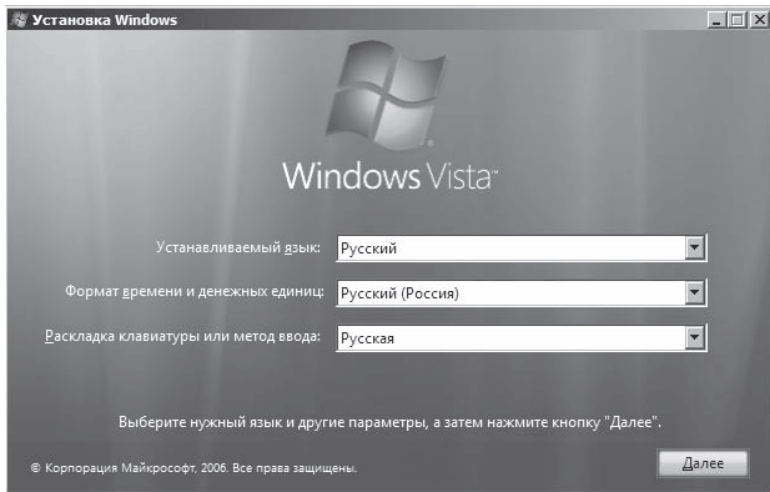 Установка Windows
Windows Vista™
Устанавливаемый язык: Русский
Формат времени и денежных единиц: Русский (Россия)
Раскладка клавиатуры или метод ввода: Русская
Выберите нужный язык и другие параметры, а затем нажмите кнопку "Далее".
© Корпорация Майкрософт, 2006. Все права защищены.
Далее